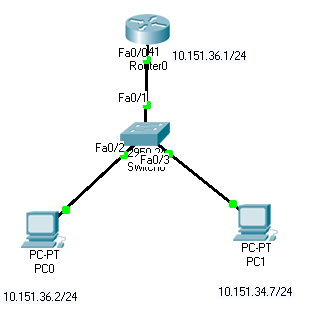 Fa0/0
10.151.36.1/24
Router0
Fa0/1
Fa0/2
Fa0/3
PC-PT
PC0
PC-PT
PC1
10.151.36.2/24
10.151.34.7/24